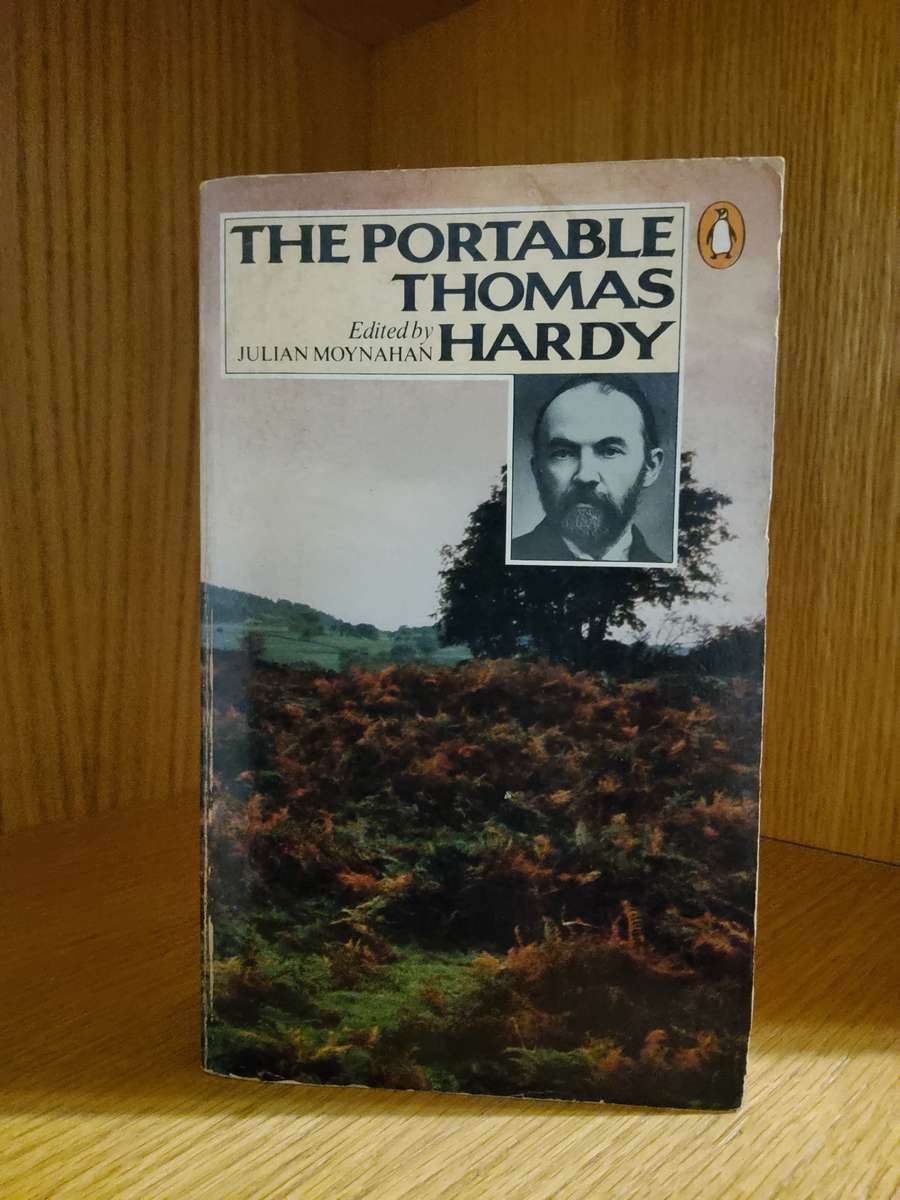 THE PORTABLE
THOMAS
Edited by
JULIAN MOYNAHAN HARDY